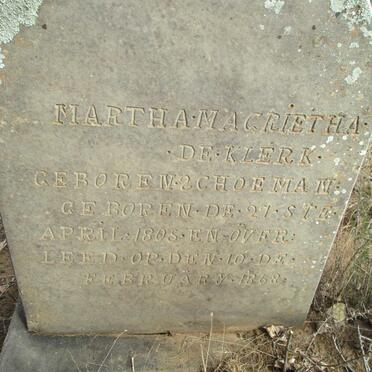 MARTHA·MAGRIETHA·
·DE·KLERK·
GEBOREN·SCHOEMAN·
GEBOREN·DE·21·STE
APRIL·1808·EN·OVER:
LEED·OP·DEN·10·DE·
FEBRUARY·1868·